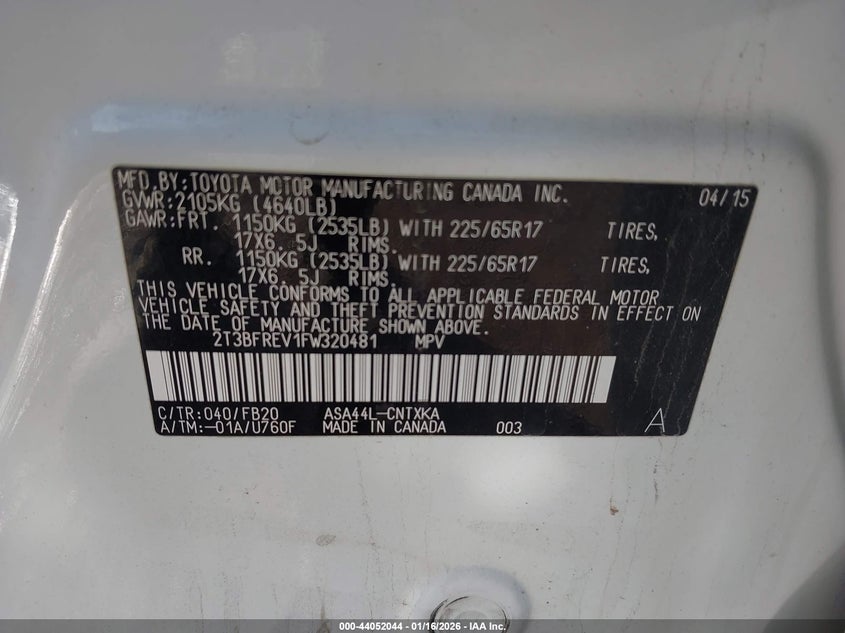 MFD.BY:TOYOTA MOTOR MANUFACTURING CANADA INC. 04/15
GVWR:2105KG (4640LB)
GAWR:FRT. 1150KG (2535LB) WITH 225/65R17 TIRES,
17X6. 5J RIMS.
RR. 1150KG (2535LB) WITH 225/65R17 TIRES,
17X6. 5J RIMS.
THIS VEHICLE CONFORMS TO ALL APPLICABLE FEDERAL MOTOR
VEHICLE SAFETY AND THEFT PREVENTION STANDARDS IN EFFECT ON
THE DATE OF MANUFACTURE SHOWN ABOVE.
2T3BFREV1FW320481 MPV
C/TR:040/FB20 ASA44L-CNTXKA
A/TM:-01A/U760F MADE IN CANADA 003 A
000-44052044 - 01/16/2026 - IAA Inc.